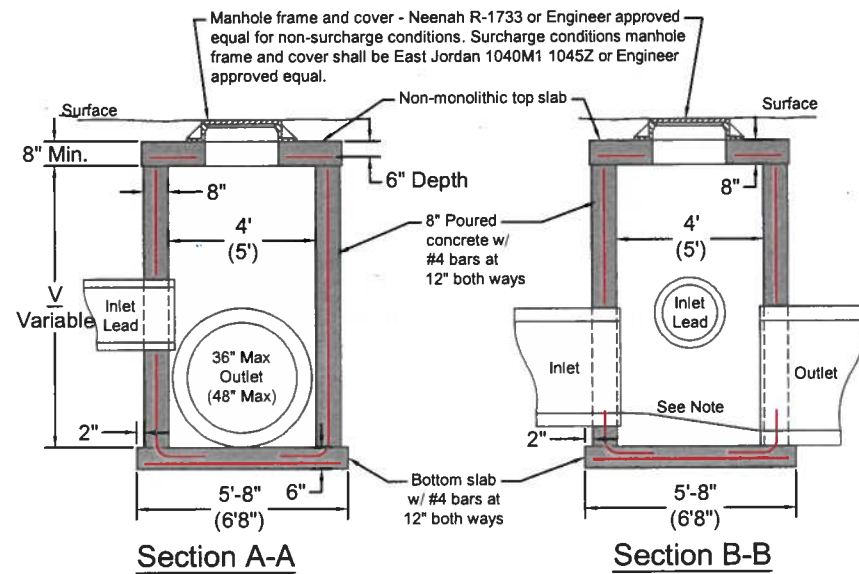 Manhole frame and cover - Neenah R-1733 or Engineer approved
equal for non-surcharge conditions. Surcharge conditions manhole
frame and cover shall be East Jordan 1040M1 1045Z or Engineer
approved equal.
Surface
Non-monolithic top slab
Surface
8" Min.
6" Depth
8"
8"
4'
(5')
8" Poured
concrete w/
#4 bars at
12" both ways
4'
(5')
V
Variable
Inlet
Lead
36" Max
Outlet
(48" Max)
Inlet
Lead
Inlet
Outlet
See Note
2"
2"
6"
Bottom slab
w/ #4 bars at
12" both ways
5'-8"
(6'8")
5'-8"
(6'8")
Section A-A
Section B-B